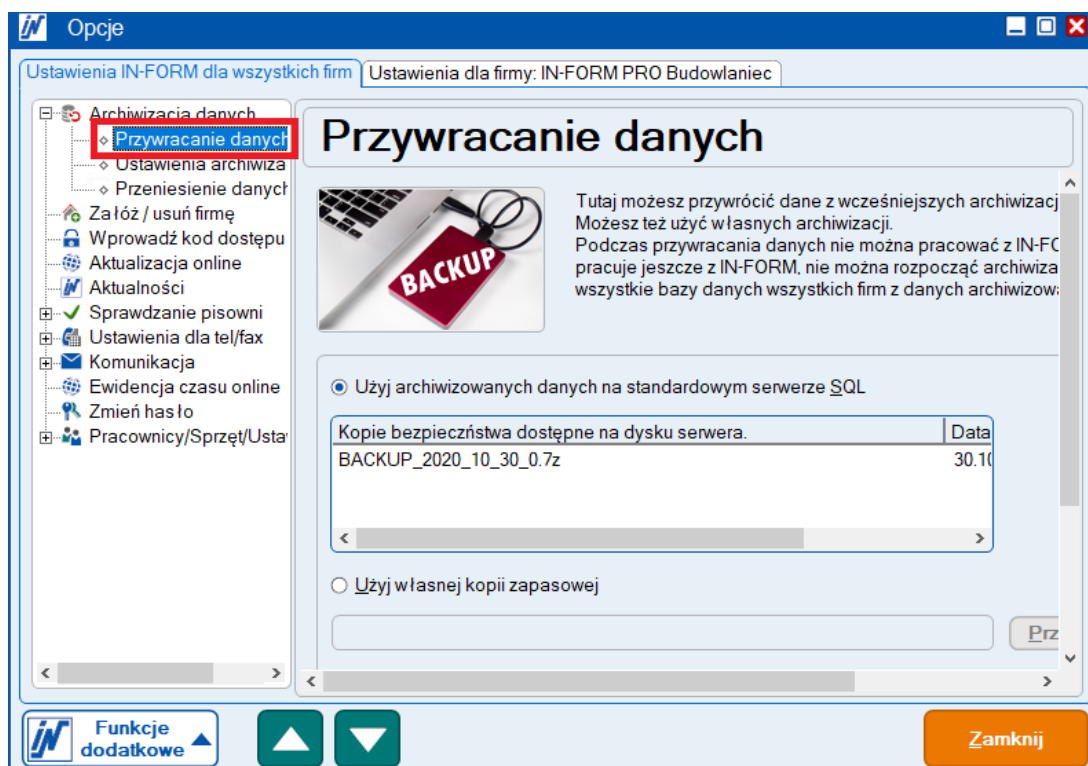 Opcje
Ustawienia IN-FORM dla wszystkich firm
Ustawienia dla firmy: IN-FORM PRO Budowlaniec
Archiwizacja danych
Przywracanie danych
Ustawienia archiwiza
Przeniesienie danych
Załóż / usuń firmę
Wprowadź kod dostępu
Aktualizacja online
Aktualności
Sprawdzanie pisowni
Ustawienia dla tel/fax
Komunikacja
Ewidencja czasu online
Zmień hasło
Pracownicy/Sprzęt/Usta
Przywracanie danych
BACKUP
Tutaj możesz przywrócić dane z wcześniejszych archiwizacj
Możesz też użyć własnych archiwizacji.
Podczas przywracania danych nie można pracować z IN-FO
pracuje jeszcze z IN-FORM, nie można rozpocząć archiwiza
wszystkie bazy danych wszystkich firm z danych archiwizow
Użyj archiwizowanych danych na standardowym serwerze SQL
Kopie bezpieczństwa dostępne na dysku serwera. Data
BACKUP_2020_10_30_0.7z 30.10
Użyj własnej kopii zapasowej
Prz
Funkcje
dodatkowe
Zamknij